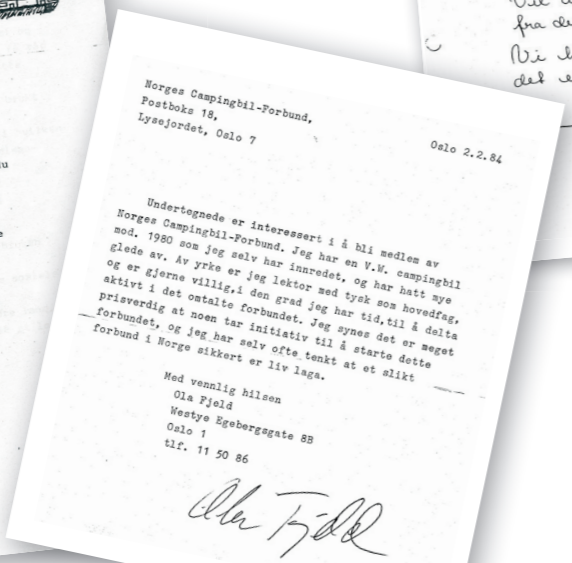 Norges Campingbil-Forbund,
Postboks 18,
Lysejordet, Oslo 7
Oslo 2.2.84
Undertegnede er interessert i å bli medlem av
Norges Campingbil-Forbund. Jeg har en V.W. campingbil
mod. 1980 som jeg selv har innredet, og har hatt mye
glede av. Av yrke er jeg lektor med tysk som hovedfag,
og er gjerne villig,i den grad jeg har tid,til å delta
aktivt i det omtalte forbundet. Jeg synes det er meget
prisverdig at noen tar initiativ til å starte dette
forbundet, og jeg har selv ofte tenkt at et slikt
forbund i Norge sikkert er liv laga.
Med vennlig hilsen
Ola Fjeld
Westye Egebergsgate 8B
Oslo 1
tlf. 11 50 86
Ola Fjeld
fra
Vi
det